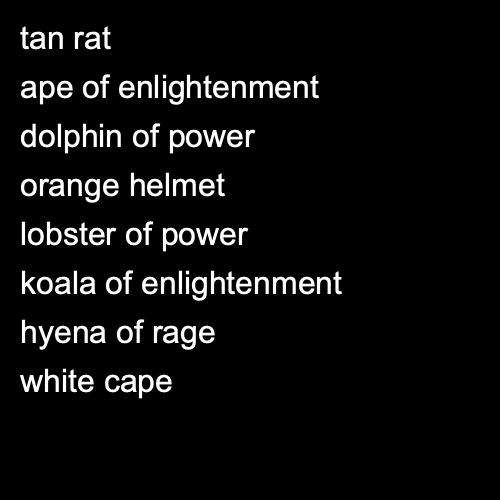 tan rat
ape of enlightenment
dolphin of power
orange helmet
lobster of power
koala of enlightenment
hyena of rage
white cape